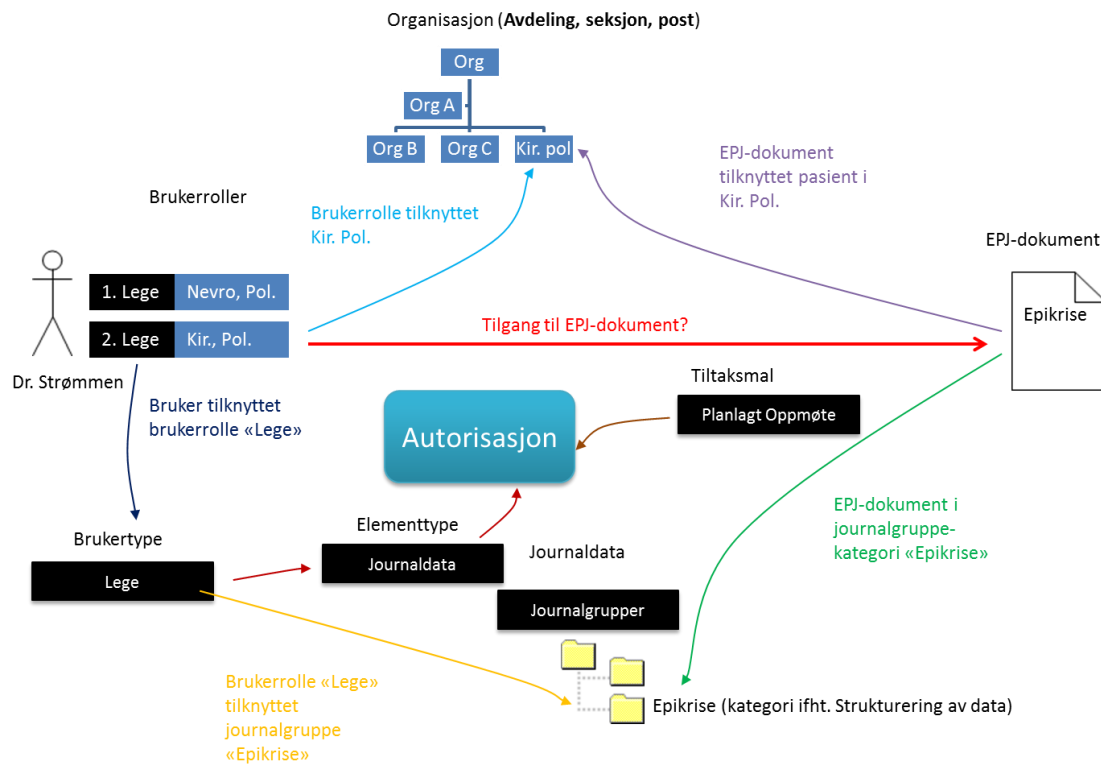 Organisasjon (Avdeling, seksjon, post)
Org
Org A
Org B
Org C
Kir. pol
EPJ-dokument
tilknyttet pasient i
Kir. Pol.
Brukerroller
Brukerrolle tilknyttet
Kir. Pol.
EPJ-dokument
1. Lege
Nevro, Pol.
2. Lege
Kir., Pol.
Tilgang til EPJ-dokument?
Epikrise
Dr. Strømmen
Bruker tilknyttet
brukerrolle «Lege»
Tiltaksmal
Planlagt Oppmøte
Autorisasjon
EPJ-dokument i
journalgruppe-
kategori «Epikrise»
Brukertype
Lege
Elementtype
Journaldata
Journaldata
Journalgrupper
Brukerrolle «Lege»
tilknyttet
journalgruppe
«Epikrise»
Epikrise (kategori ifht. Strukturering av data)